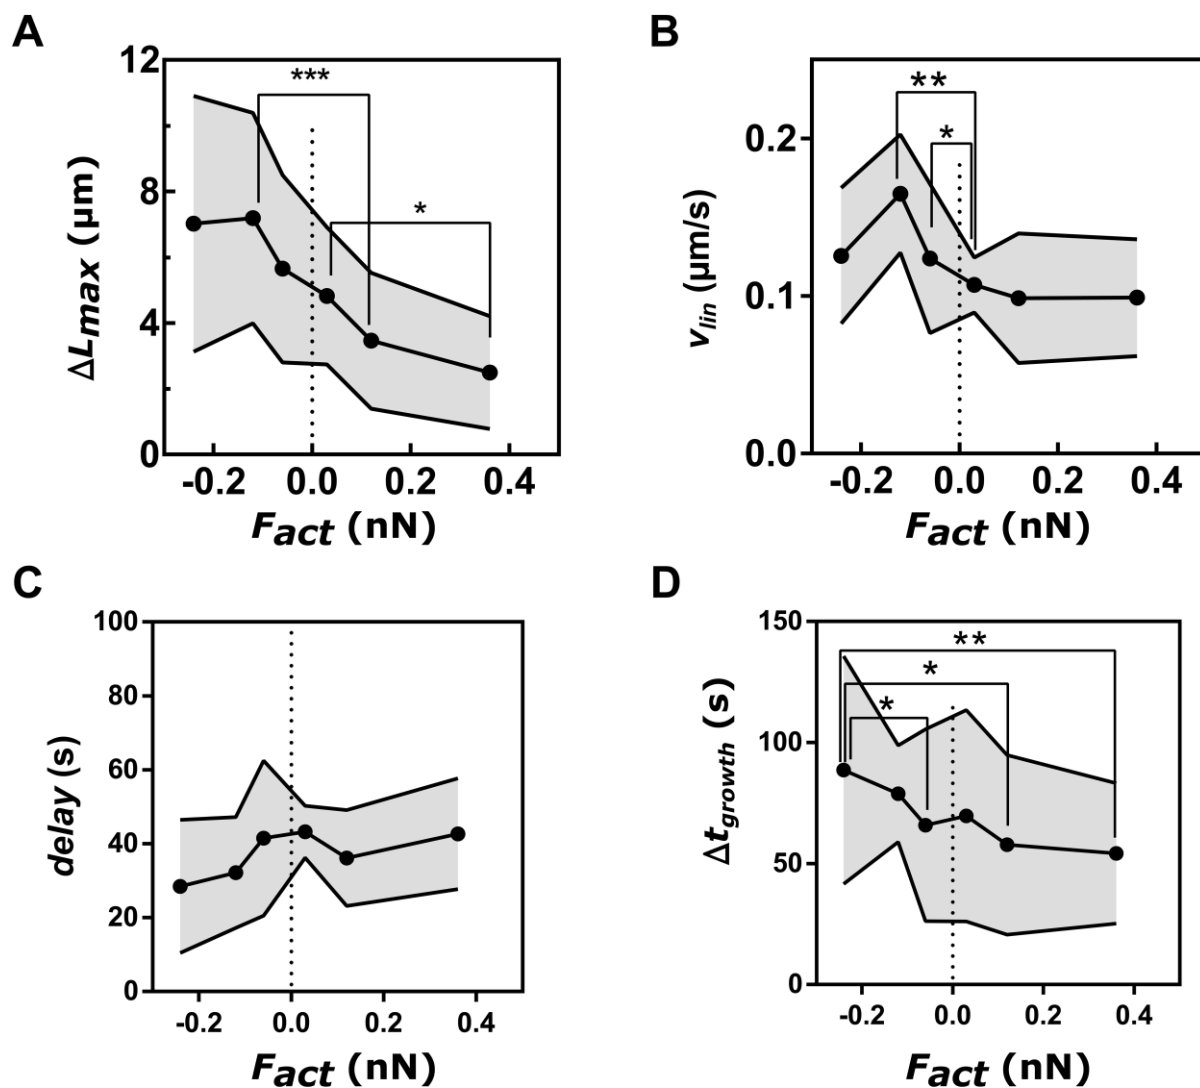 A
12
8
4
0
ΔLmax (μm)
***
*
-0.2 0.0 0.2 0.4
Fact (nN)
B
0.2
0.1
0.0
vlin (μm/s)
**
*
-0.2 0.0 0.2 0.4
Fact (nN)
C
100
80
60
40
20
0
delay (s)
-0.2 0.0 0.2 0.4
Fact (nN)
D
150
100
50
0
Δtgrowth (s)
**
*
*
-0.2 0.0 0.2 0.4
Fact (nN)